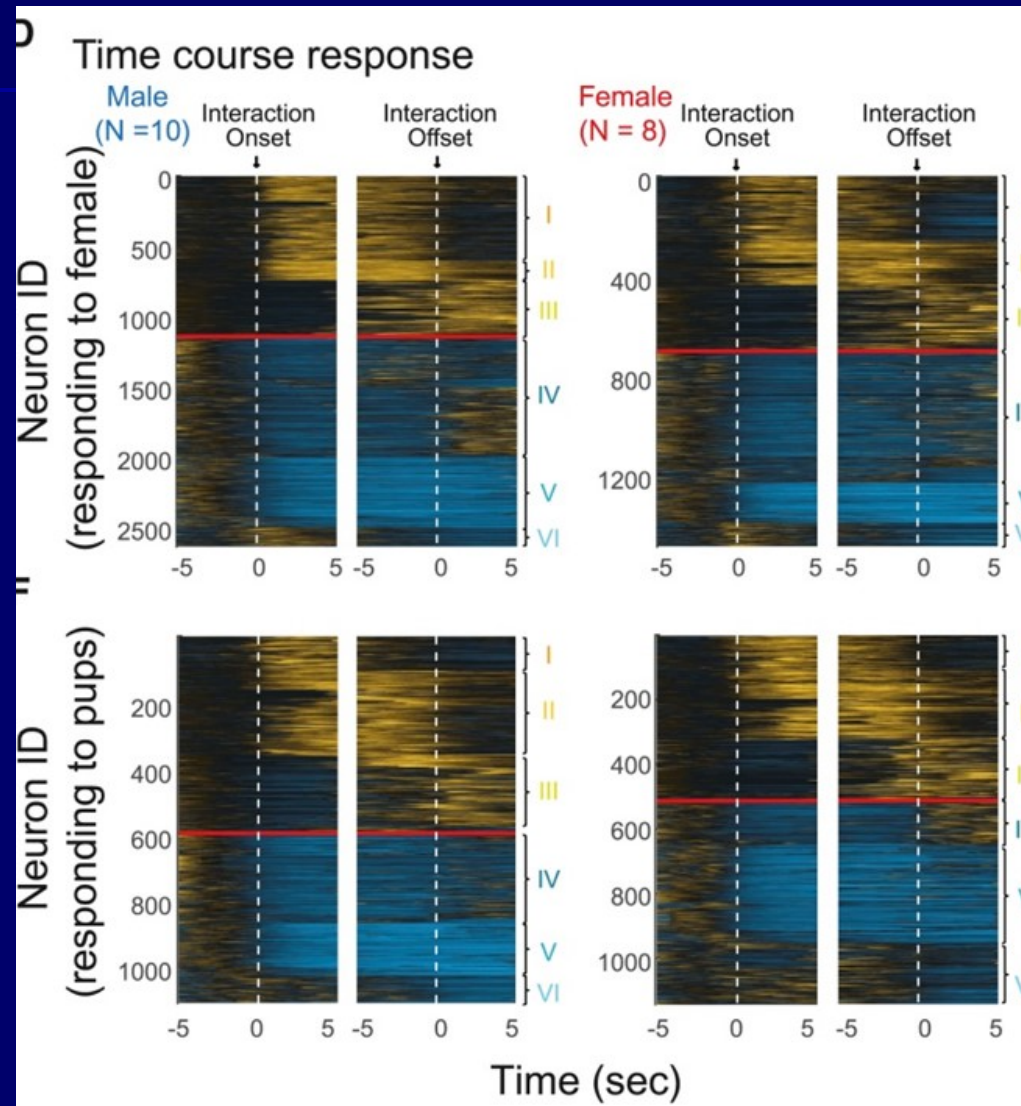 Time course response
Male
(N =10)
Interaction
Onset
Interaction
Offset
Female
(N = 8)
Interaction
Onset
Interaction
Offset
Neuron ID
(responding to female)
0
500
1000
1500
2000
2500
I
II
III
IV
V
VI
0
400
800
1200
-5 0 5 -5 0 5
-5 0 5 -5 0 5
Neuron ID
(responding to pups)
200
400
600
800
1000
I
II
III
IV
V
VI
200
400
600
800
1000
-5 0 5 -5 0 5
-5 0 5 -5 0 5
Time (sec)